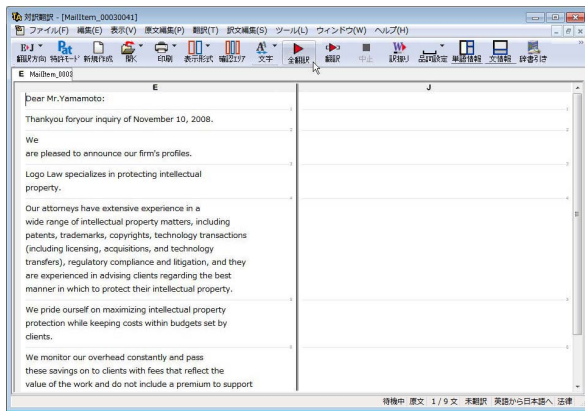 対訳翻訳 - [MailItem_00030041]
ファイル(F) 編集(E) 表示(V) 原文編集(P) 翻訳(T) 訳文編集(S) ツール(L) ウィンドウ(W) ヘルプ(H)
E›J Pat A W
翻訳方向 特許モード 新規作成 開く 印刷 表示形式 確認エリア 文字 全翻訳 翻訳 中止 訳振り 品詞設定 単語情報 文情報 辞書引き
E MailItem_0003
E J
Dear Mr.Yamamoto:
1 1
Thankyou foryour inquiry of November 10, 2008.
2 2
We
are pleased to announce our firm's profiles.
3 3
Logo Law specializes in protecting intellectual
property.
4 4
Our attorneys have extensive experience in a
wide range of intellectual property matters, including
patents, trademarks, copyrights, technology transactions
(including licensing, acquisitions, and technology
transfers), regulatory compliance and litigation, and they
are experienced in advising clients regarding the best
manner in which to protect their intellectual property.
We pride ourself on maximizing intellectual property
protection while keeping costs within budgets set by
clients.
We monitor our overhead constantly and pass
these savings on to clients with fees that reflect the
value of the work and do not include a premium to support
待機中 原文 1 / 9 文 未翻訳 英語から日本語へ 法律